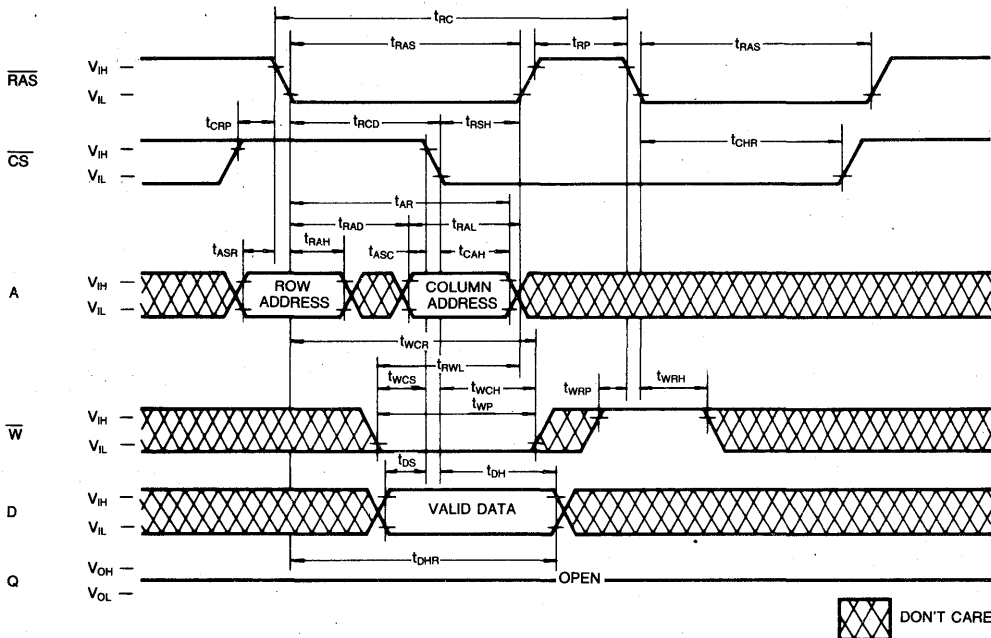 tRC
tRAS tRP tRAS
RAS VIH
VIL
tCRP tRCD tRSH
CS VIH tCHR
VIL
tAR
tRAD tRAL
tASR tRAH tASC tCAH
A VIH ROW ADDRESS COLUMN ADDRESS
VIL
tWCR
tRWL
tWCS tWCH tWRP tWRH
tWP
W VIH
VIL
tDS tDH
D VIH VALID DATA
VIL
tDHR
Q VOH OPEN
VOL
DON'T CARE